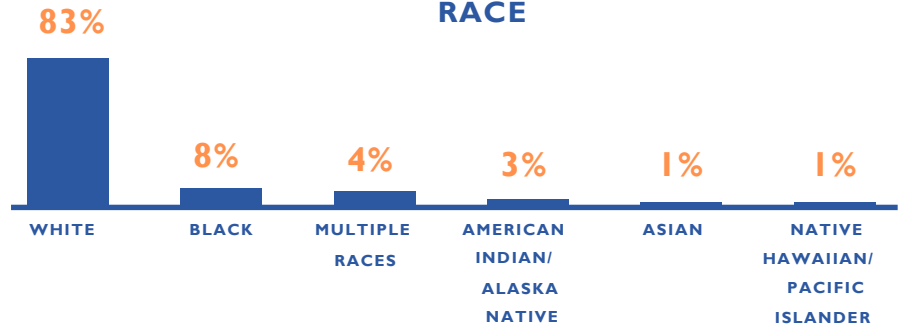 RACE
83%
8%
4%
3%
1%
1%
WHITE
BLACK
MULTIPLE
RACES
AMERICAN
INDIAN/
ALASKA
NATIVE
ASIAN
NATIVE
HAWAIIAN/
PACIFIC
ISLANDER